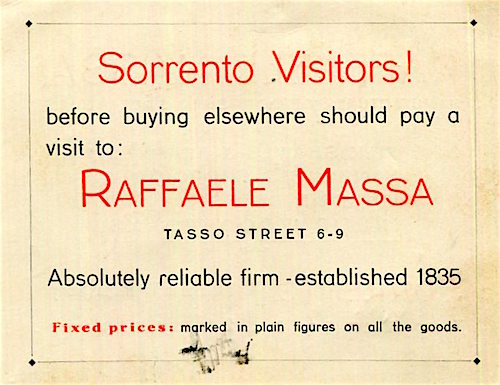 Sorrento Visitors!
before buying elsewhere should pay a
visit to:
RAFFAELE MASSA
TASSO STREET 6-9
Absolutely reliable firm - established 1835
Fixed prices: marked in plain figures on all the goods.